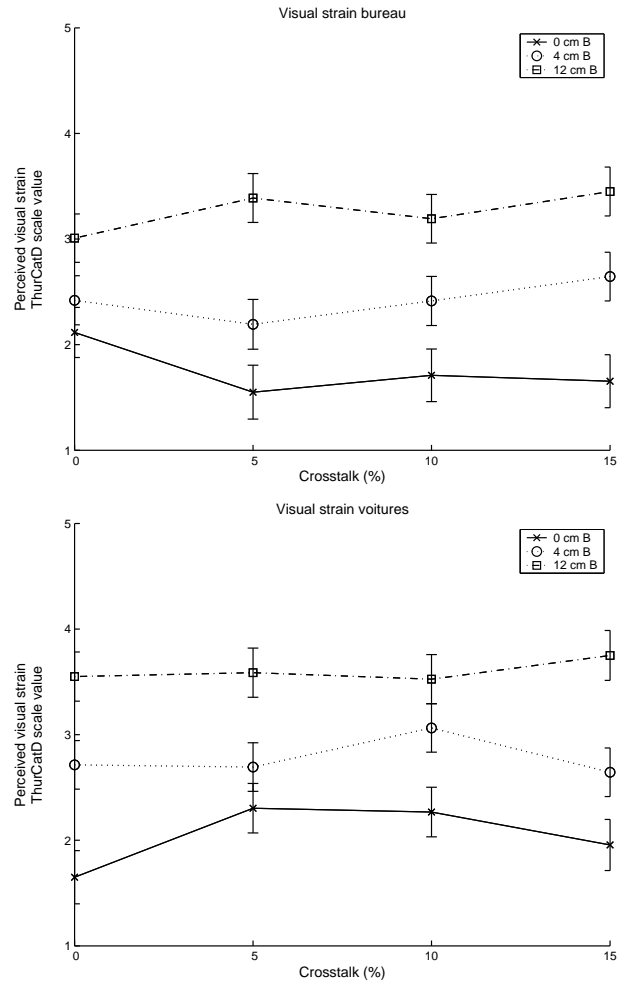 Visual strain bureau
5
4
3
2
1
0 cm B
4 cm B
12 cm B
Perceived visual strain
ThurCatD scale value
0 5 10 15
Crosstalk (%)
Visual strain voitures
5
4
3
2
1
0 cm B
4 cm B
12 cm B
Perceived visual strain
ThurCatD scale value
0 5 10 15
Crosstalk (%)